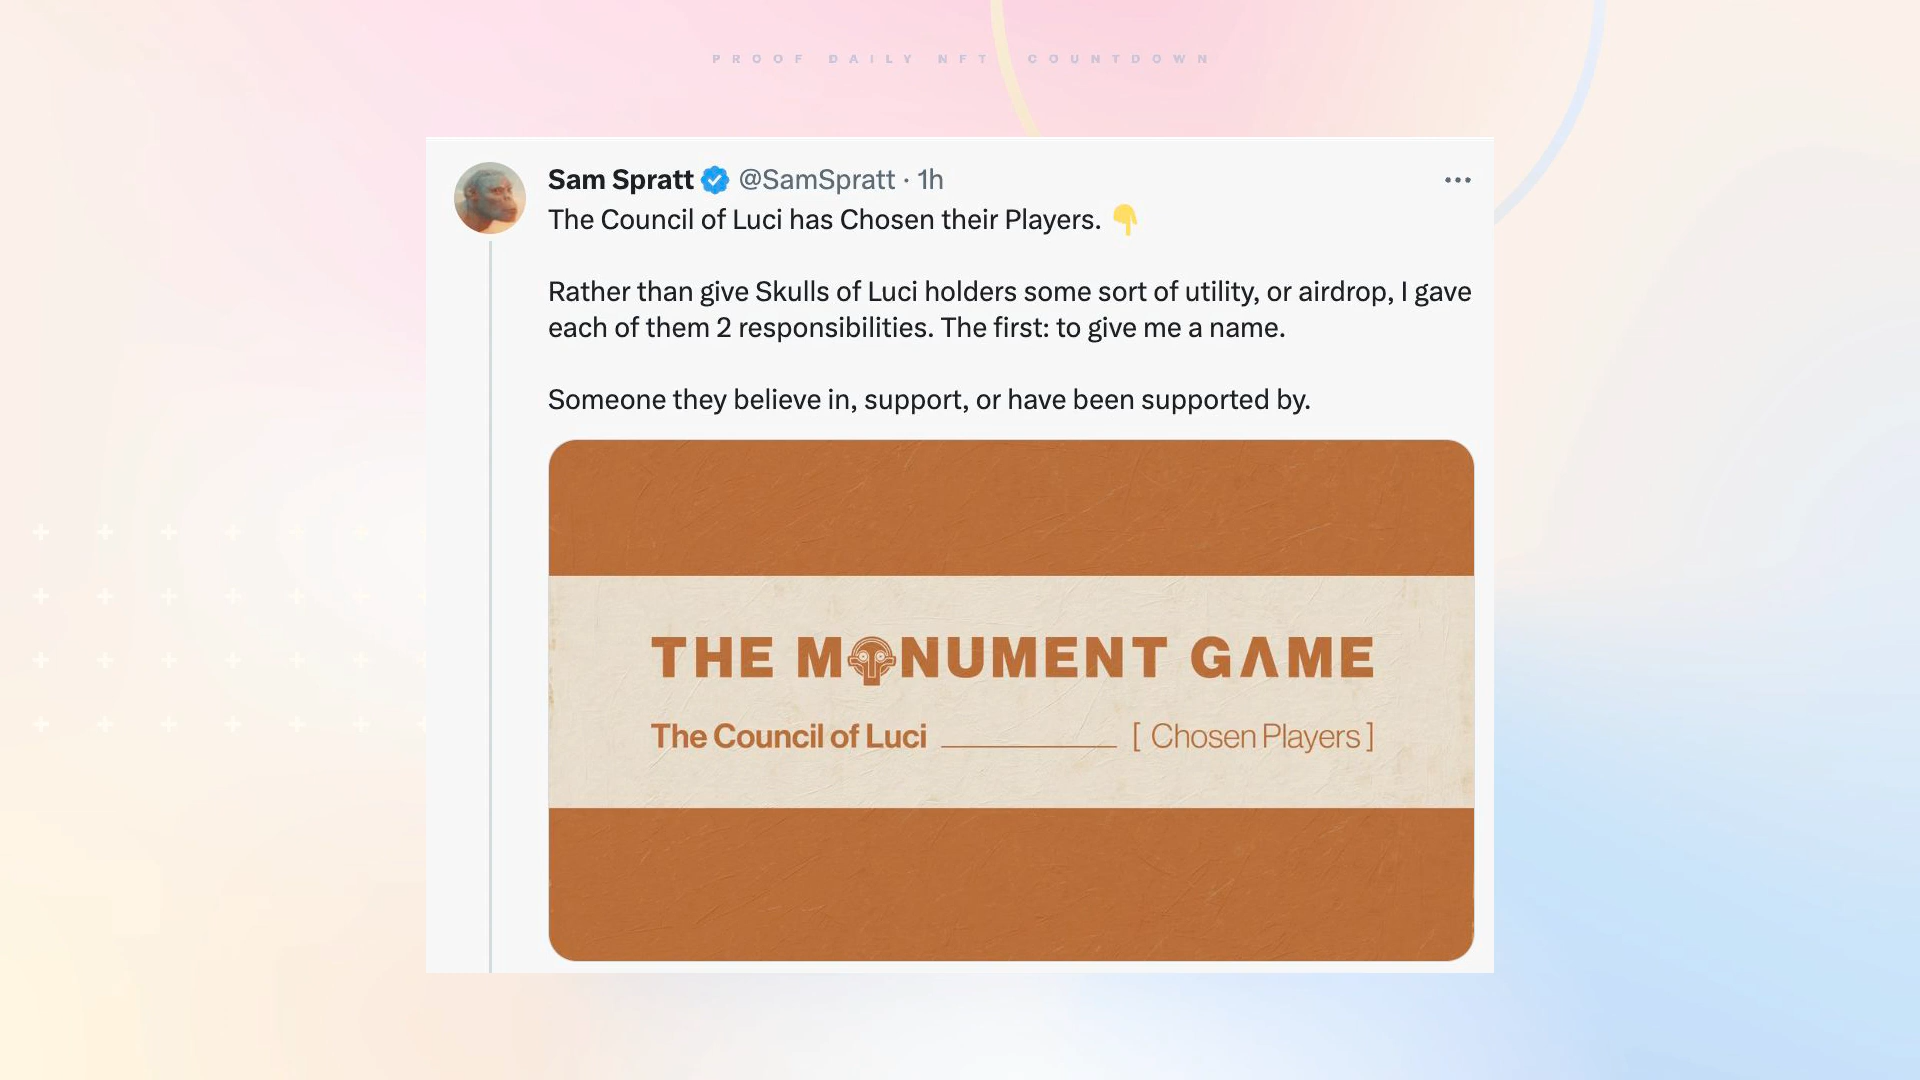 PROOF DAILY NFT COUNTDOWN
Sam Spratt @SamSpratt · 1h
The Council of Luci has Chosen their Players. 👇
Rather than give Skulls of Luci holders some sort of utility, or airdrop, I gave
each of them 2 responsibilities. The first: to give me a name.
Someone they believe in, support, or have been supported by.
THE MONUMENT GAME
The Council of Luci ________ [ Chosen Players ]